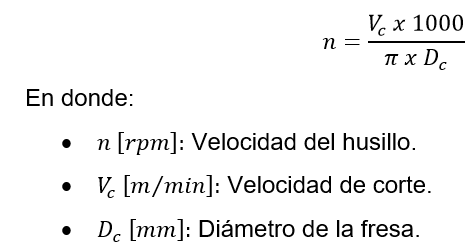 n = V_c x 1000 / π x D_c
En donde:
• n [rpm]: Velocidad del husillo.
• V_c [m/min]: Velocidad de corte.
• D_c [mm]: Diámetro de la fresa.